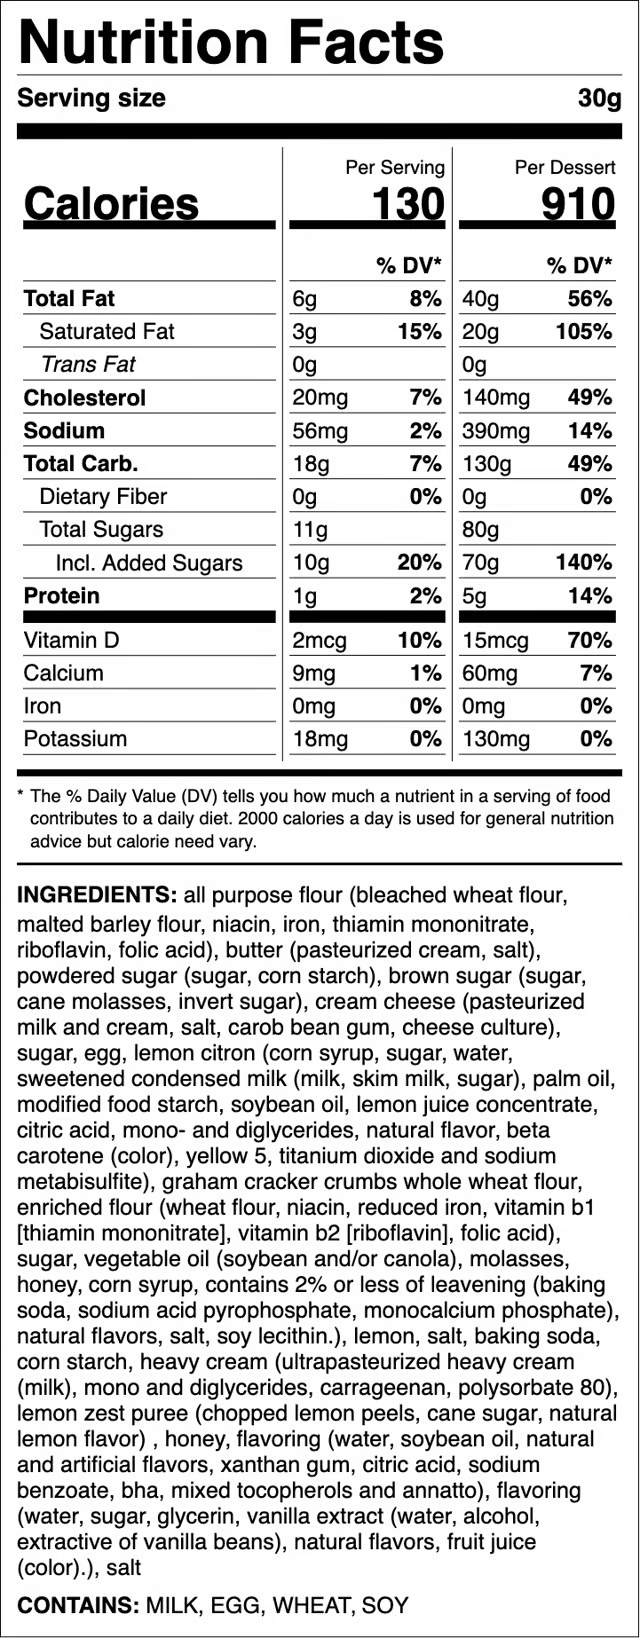 Nutrition Facts
Serving size 30g
Per Serving Per Dessert
Calories 130 910
% DV* % DV*
Total Fat 6g 8% 40g 56%
Saturated Fat 3g 15% 20g 105%
Trans Fat 0g 0g
Cholesterol 20mg 7% 140mg 49%
Sodium 56mg 2% 390mg 14%
Total Carb. 18g 7% 130g 49%
Dietary Fiber 0g 0% 0g 0%
Total Sugars 11g 80g
Incl. Added Sugars 10g 20% 70g 140%
Protein 1g 2% 5g 14%
Vitamin D 2mcg 10% 15mcg 70%
Calcium 9mg 1% 60mg 7%
Iron 0mg 0% 0mg 0%
Potassium 18mg 0% 130mg 0%
* The % Daily Value (DV) tells you how much a nutrient in a serving of food
contributes to a daily diet. 2000 calories a day is used for general nutrition
advice but calorie need vary.
INGREDIENTS: all purpose flour (bleached wheat flour,
malted barley flour, niacin, iron, thiamin mononitrate,
riboflavin, folic acid), butter (pasteurized cream, salt),
powdered sugar (sugar, corn starch), brown sugar (sugar,
cane molasses, invert sugar), cream cheese (pasteurized
milk and cream, salt, carob bean gum, cheese culture),
sugar, egg, lemon citron (corn syrup, sugar, water,
sweetened condensed milk (milk, skim milk, sugar), palm oil,
modified food starch, soybean oil, lemon juice concentrate,
citric acid, mono- and diglycerides, natural flavor, beta
carotene (color), yellow 5, titanium dioxide and sodium
metabisulfite), graham cracker crumbs whole wheat flour,
enriched flour (wheat flour, niacin, reduced iron, vitamin b1
[thiamin mononitrate], vitamin b2 [riboflavin], folic acid),
sugar, vegetable oil (soybean and/or canola), molasses,
honey, corn syrup, contains 2% or less of leavening (baking
soda, sodium acid pyrophosphate, monocalcium phosphate),
natural flavors, salt, soy lecithin.), lemon, salt, baking soda,
corn starch, heavy cream (ultrapasteurized heavy cream
(milk), mono and diglycerides, carrageenan, polysorbate 80),
lemon zest puree (chopped lemon peels, cane sugar, natural
lemon flavor) , honey, flavoring (water, soybean oil, natural
and artificial flavors, xanthan gum, citric acid, sodium
benzoate, bha, mixed tocopherols and annatto), flavoring
(water, sugar, glycerin, vanilla extract (water, alcohol,
extractive of vanilla beans), natural flavors, fruit juice
(color).), salt
CONTAINS: MILK, EGG, WHEAT, SOY